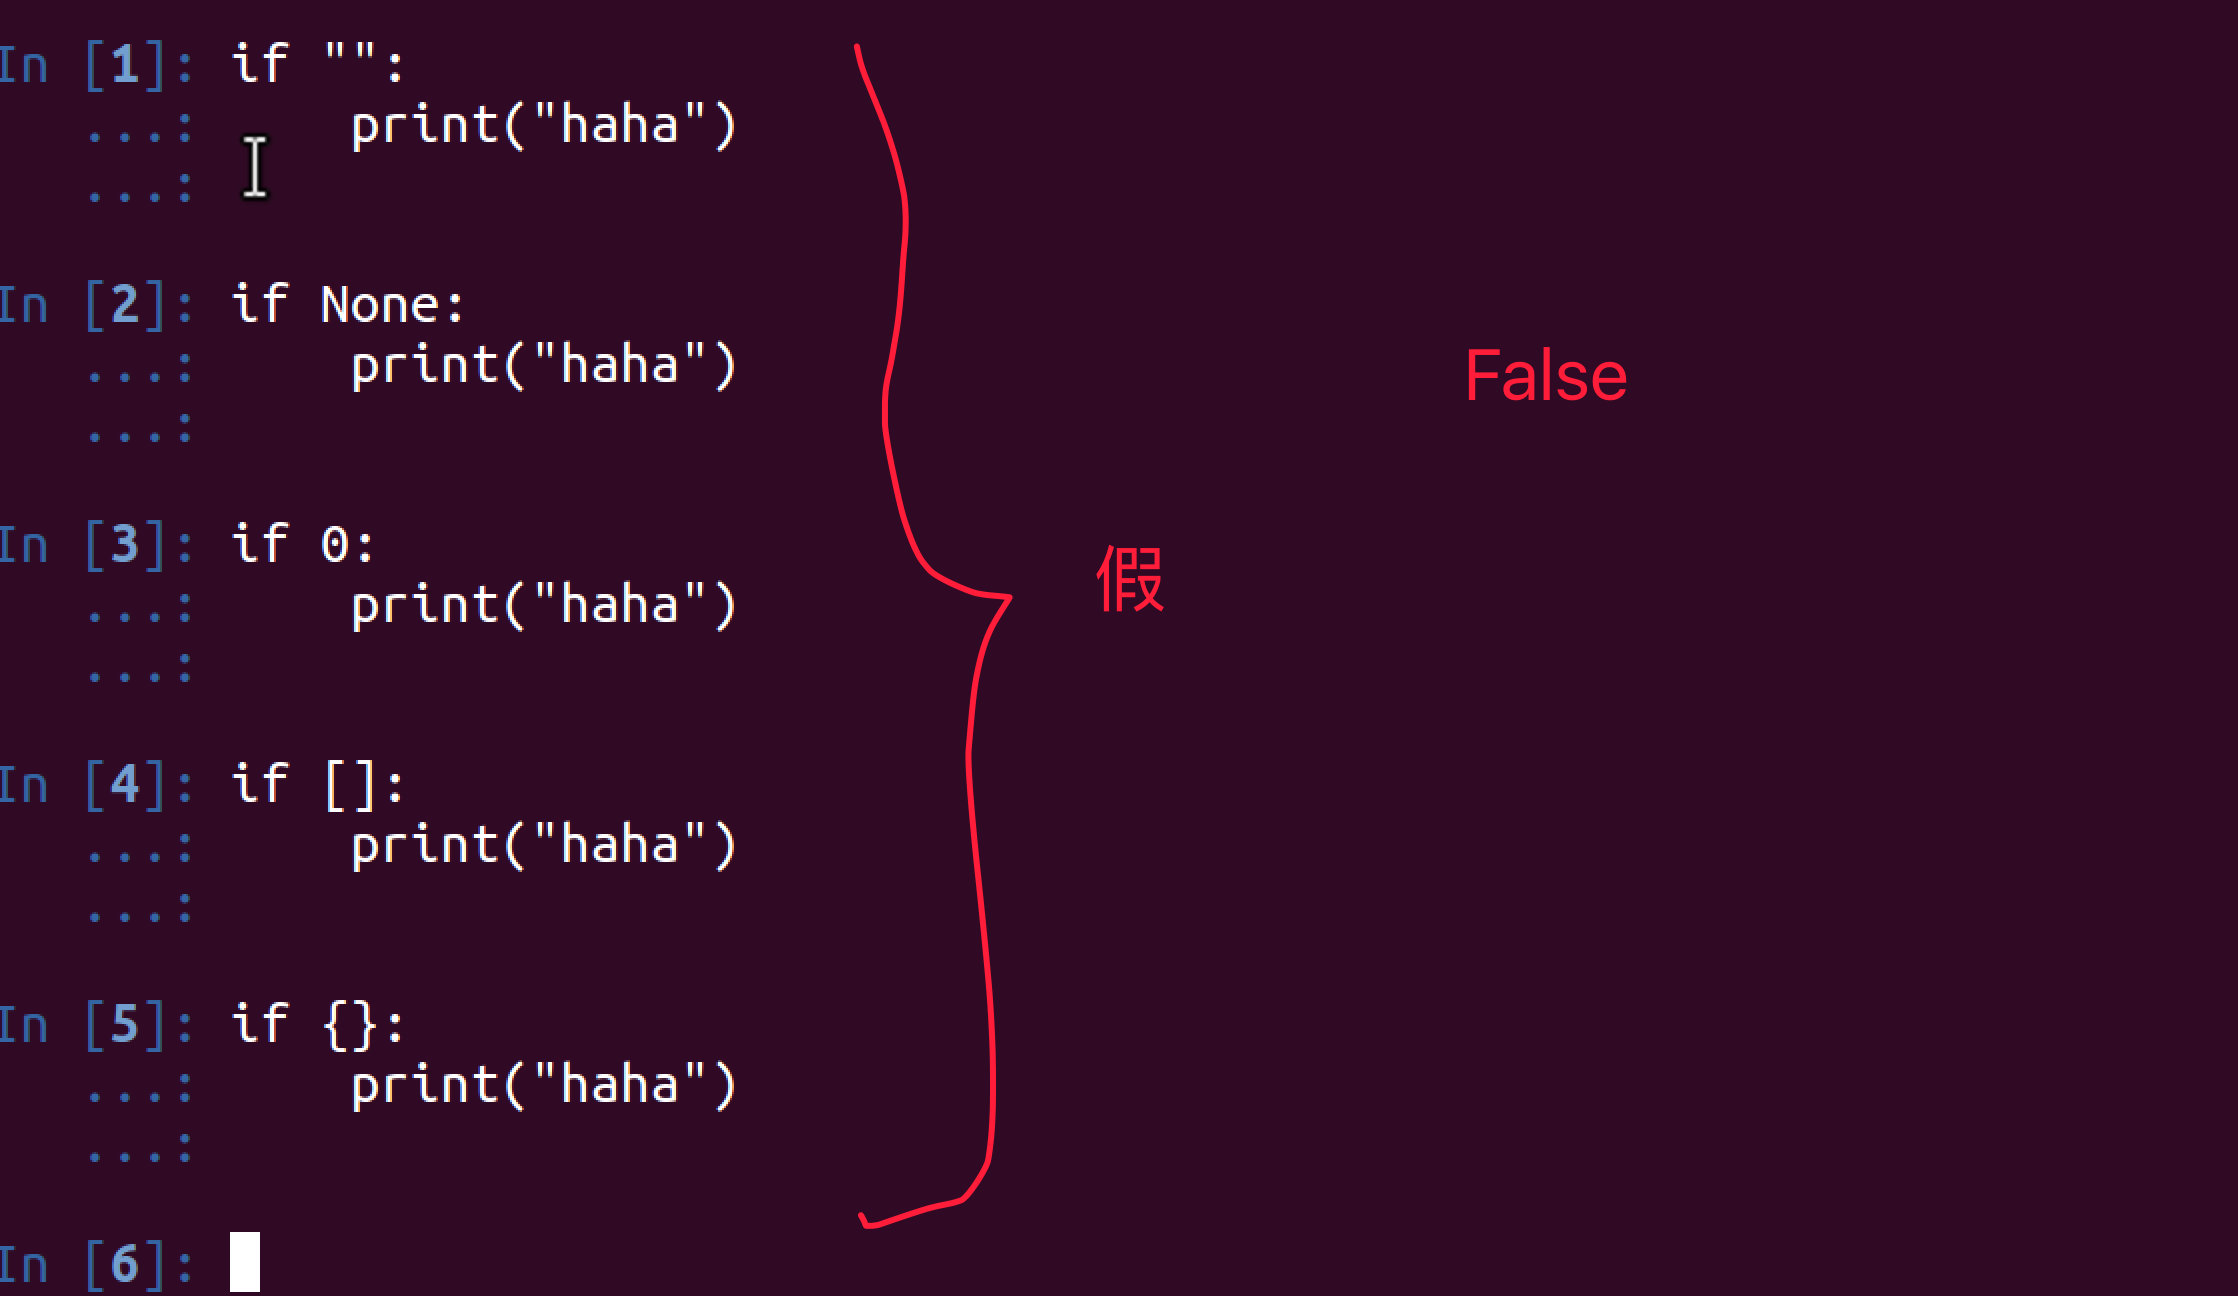 In [1]: if "":
   ...:     print("haha")
   ...:
In [2]: if None:
   ...:     print("haha")
   ...:
False
In [3]: if 0:
假
   ...:     print("haha")
   ...:
In [4]: if []:
   ...:     print("haha")
   ...:
In [5]: if {}:
   ...:     print("haha")
   ...:
In [6]: